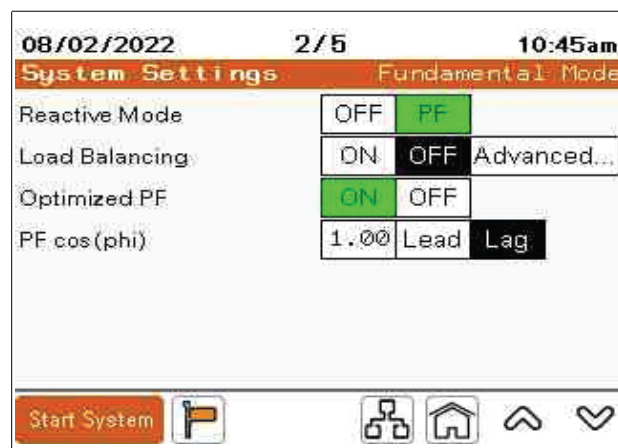 08/02/2022 2/5 10:45am
System Settings Fundamental Mode
Reactive Mode OFF PF
Load Balancing ON OFF Advanced...
Optimized PF ON OFF
PF cos(phi) 1.00 Lead Lag
Start System